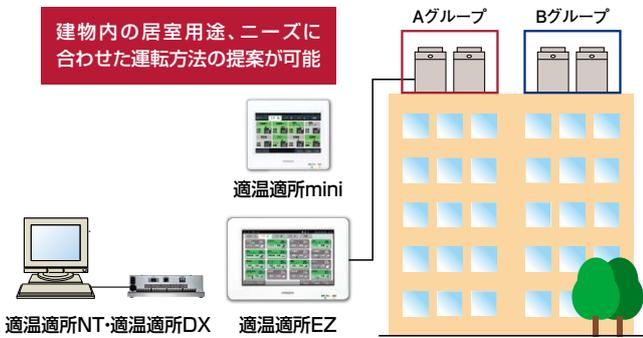 建物内の居室用途、ニーズに
合わせた運転方法の提案が可能
Aグループ
Bグループ
適温適所mini
適温適所NT・適温適所DX
適温適所EZ